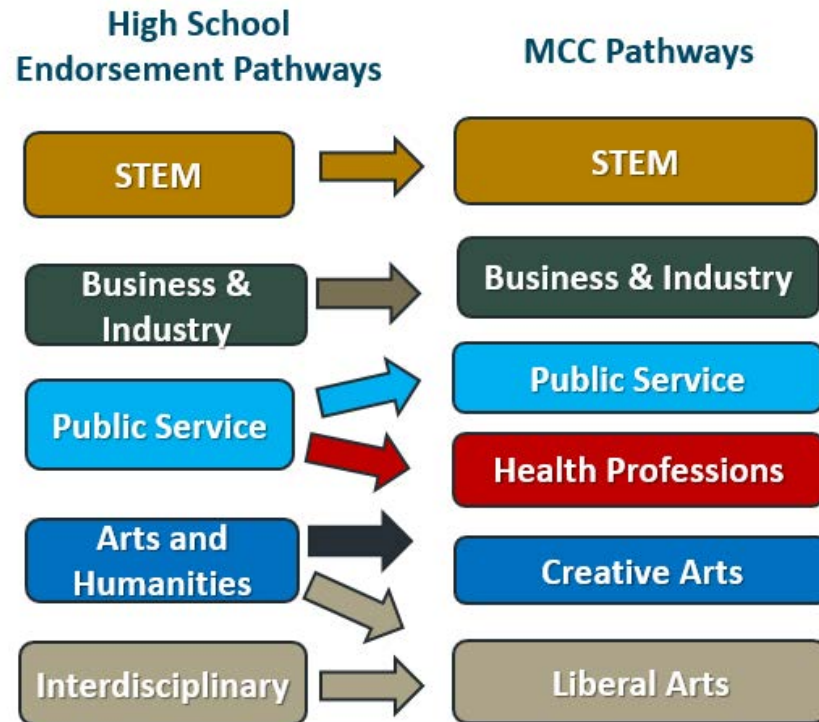 High School
Endorsement Pathways
MCC Pathways
STEM
STEM
Business &
Industry
Business & Industry
Public Service
Public Service
Health Professions
Arts and
Humanities
Creative Arts
Interdisciplinary
Liberal Arts